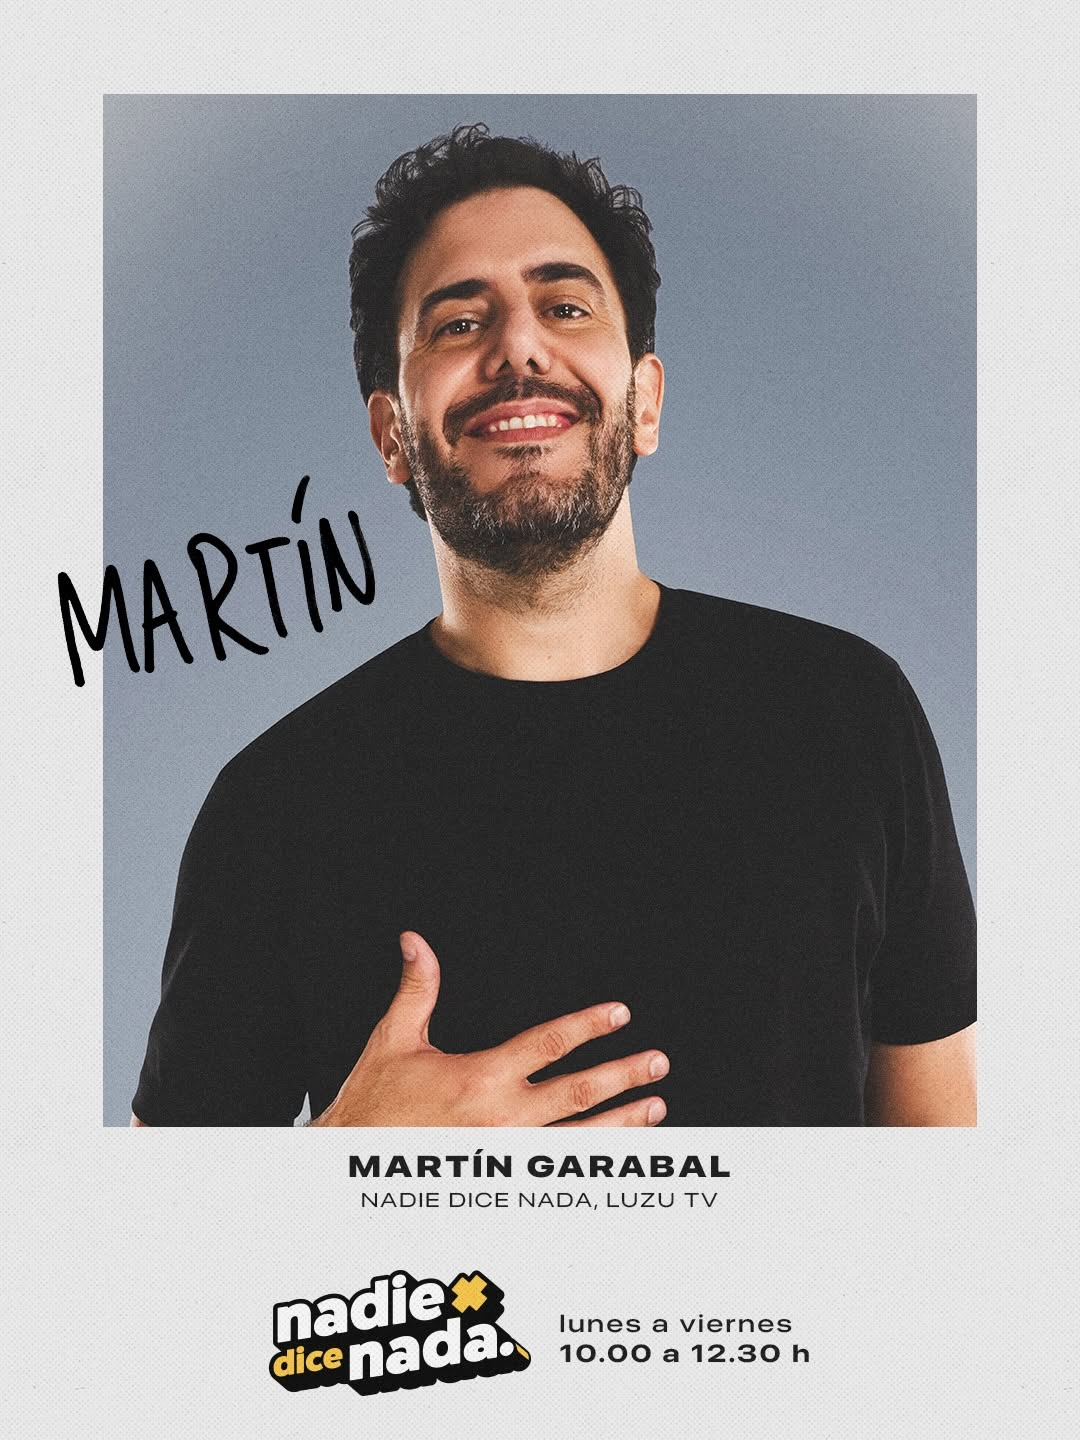 MARTÍN
MARTÍN GARABAL
NADIE DICE NADA, LUZU TV
nadie
dice nada.
lunes a viernes
10.00 a 12.30 h